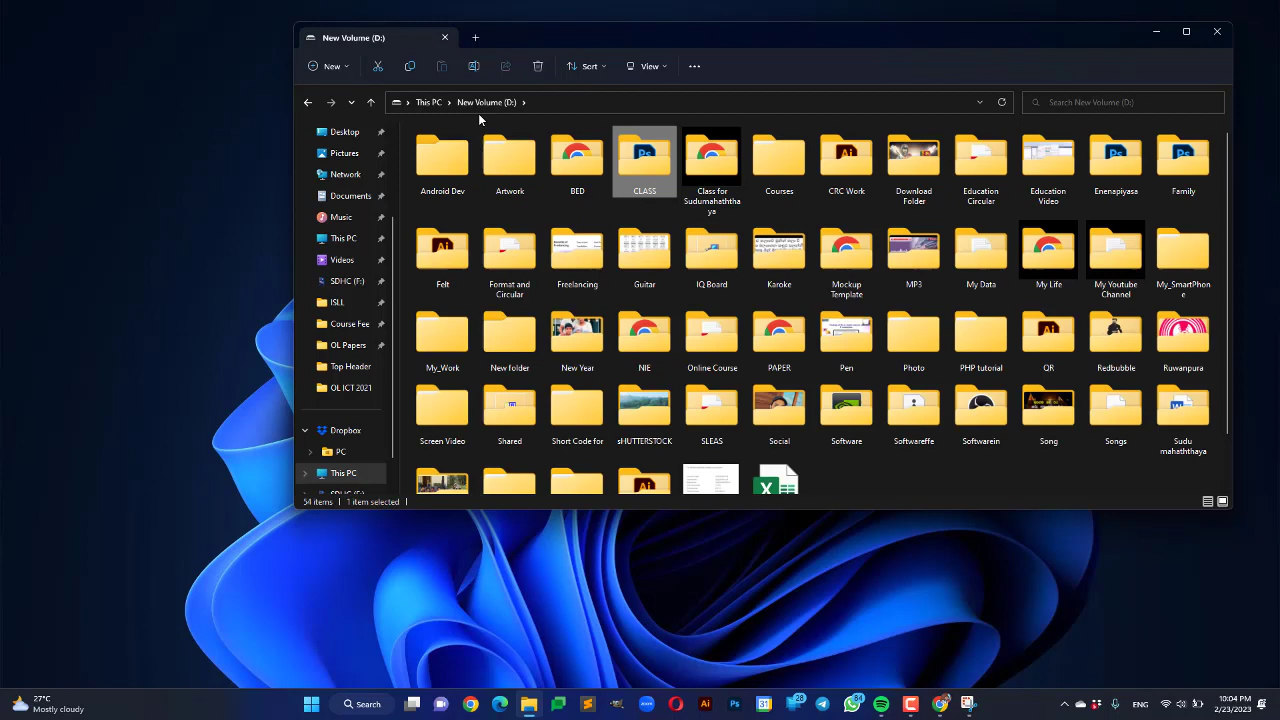 New Volume (D:)
New
Sort
View
This PC
New Volume (D:)
Search New Volume (D:)
Desktop
Pictures
Network
Documents
Music
This PC
Videos
SDHC (F:)
ISLL
Course Fee
OL Papers
Top Header
OL ICT 2021
Dropbox
PC
This PC
Android Dev
Artwork
BED
CLASS
Class for
Sudumahaththa
ya
Courses
CRC Work
Download
Folder
Education
Circular
Education
Video
Enenapiyasa
Family
Felt
Format and
Circular
Freelancing
Guitar
IQ Board
Karoke
Mockup
Template
MP3
My Data
My Life
My Youtube
Channel
My_SmartPhon
e
My_Work
New folder
New Year
NIE
Online Course
PAPER
Pen
Photo
PHP tutorial
QR
Redbubble
Ruwanpura
Screen Video
Shared
Short Code for
sHUTTERSTOCK
SLEAS
Social
Software
Softwareffe
Softwarein
Song
Songs
Sudu
mahaththaya
54 items
1 item selected
27°C
Mostly cloudy
Search
28
84
ENG
10:04 PM
2/23/2023